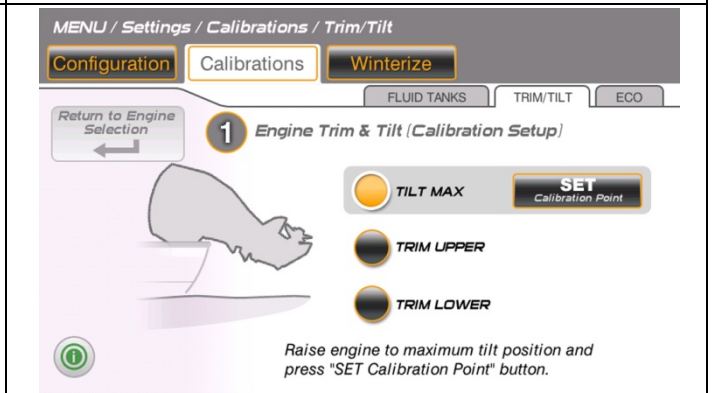 MENU / Settings / Calibrations / Trim/Tilt
Configuration
Calibrations
Winterize
FLUID TANKS
TRIM/TILT
ECO
Return to Engine
Selection
1
Engine Trim & Tilt (Calibration Setup)
TILT MAX
SET
Calibration Point
TRIM UPPER
TRIM LOWER
Raise engine to maximum tilt position and
press "SET Calibration Point" button.